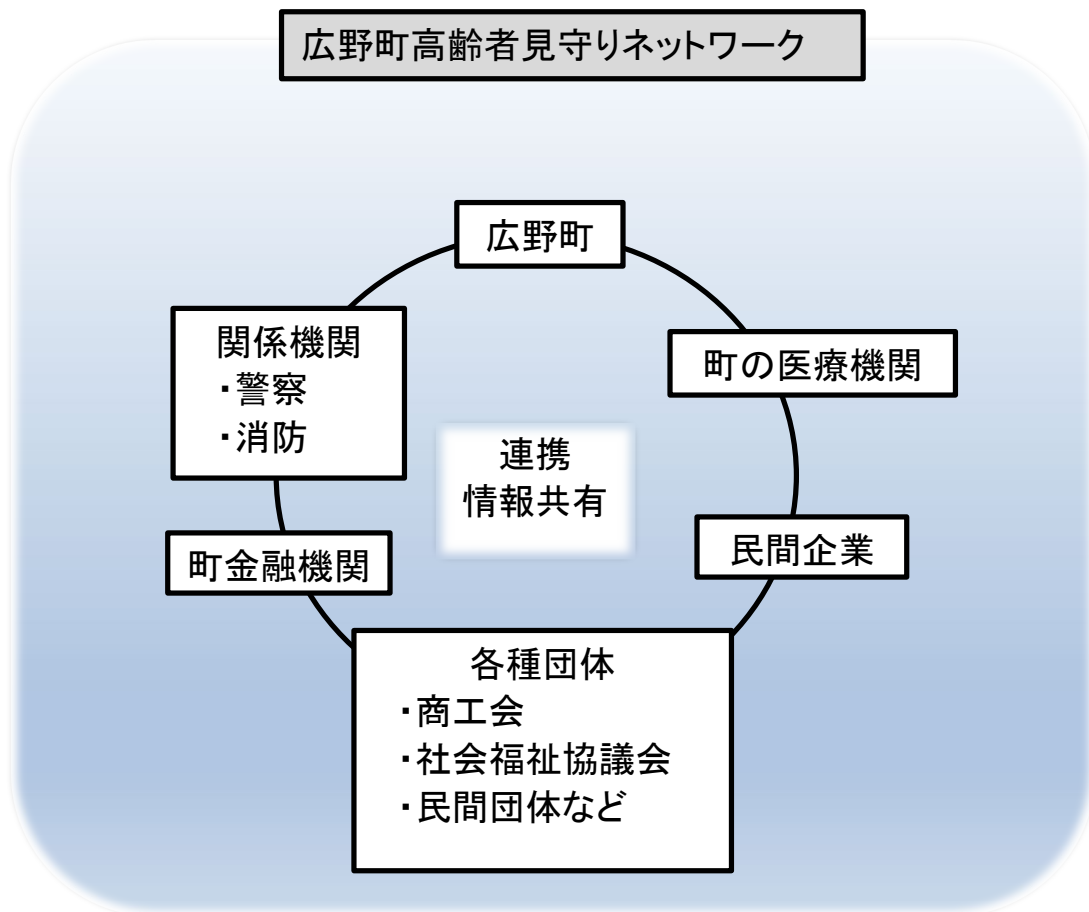 広野町高齢者見守りネットワーク
広野町
関係機関
・警察
・消防
町の医療機関
連携
情報共有
町金融機関
民間企業
各種団体
・商工会
・社会福祉協議会
・民間団体など